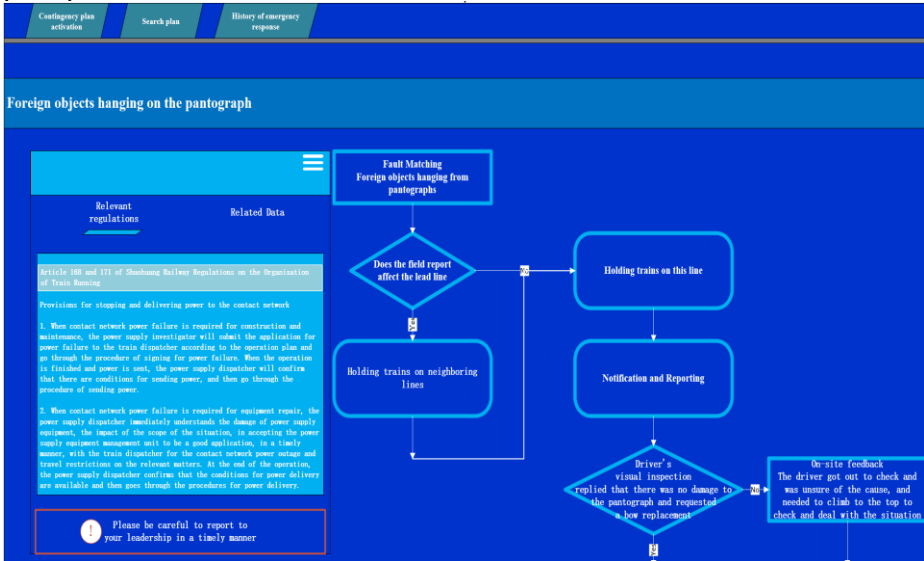 Contingency plan
activation
Search plan
History of emergency
response
Foreign objects hanging on the pantograph
Relevant
regulations
Related Data
Article 168 and 171 of Shuohuang Railway Regulations on the Organization
of Train Running
Provisions for stopping and delivering power to the contact network
1. When contact network power failure is required for construction and
maintenance, the power supply investigator will submit the application for
power failure to the train dispatcher according to the operation plan and
go through the procedure of signing for power failure. When the operation
is finished and power is sent, the power supply dispatcher will confirm
that there are conditions for sending power, and then go through the
procedure of sending power.
2. When contact network power failure is required for equipment repair, the
power supply dispatcher immediately understands the damage of power supply
equipment, the impact of the scope of the situation, in accepting the power
supply equipment management unit to be a good application, in a timely
manner, with the train dispatcher for the contact network power outage and
travel restrictions on the relevant matters. At the end of the operation,
the power supply dispatcher confirms that the conditions for power delivery
are available and then goes through the procedures for power delivery.
!
Please be careful to report to
your leadership in a timely manner
Fault Matching
Foreign objects hanging from
pantographs
Does the field report
affect the lead line
No
Yes
Holding trains on neighboring
lines
Holding trains on this line
Notification and Reporting
Driver's
visual inspection
replied that there was no damage to
the pantograph and requested
a bow replacement
No
Yes
On-site feedback
The driver got out to check and
was unsure of the cause, and
needed to climb to the top to
check and deal with the situation